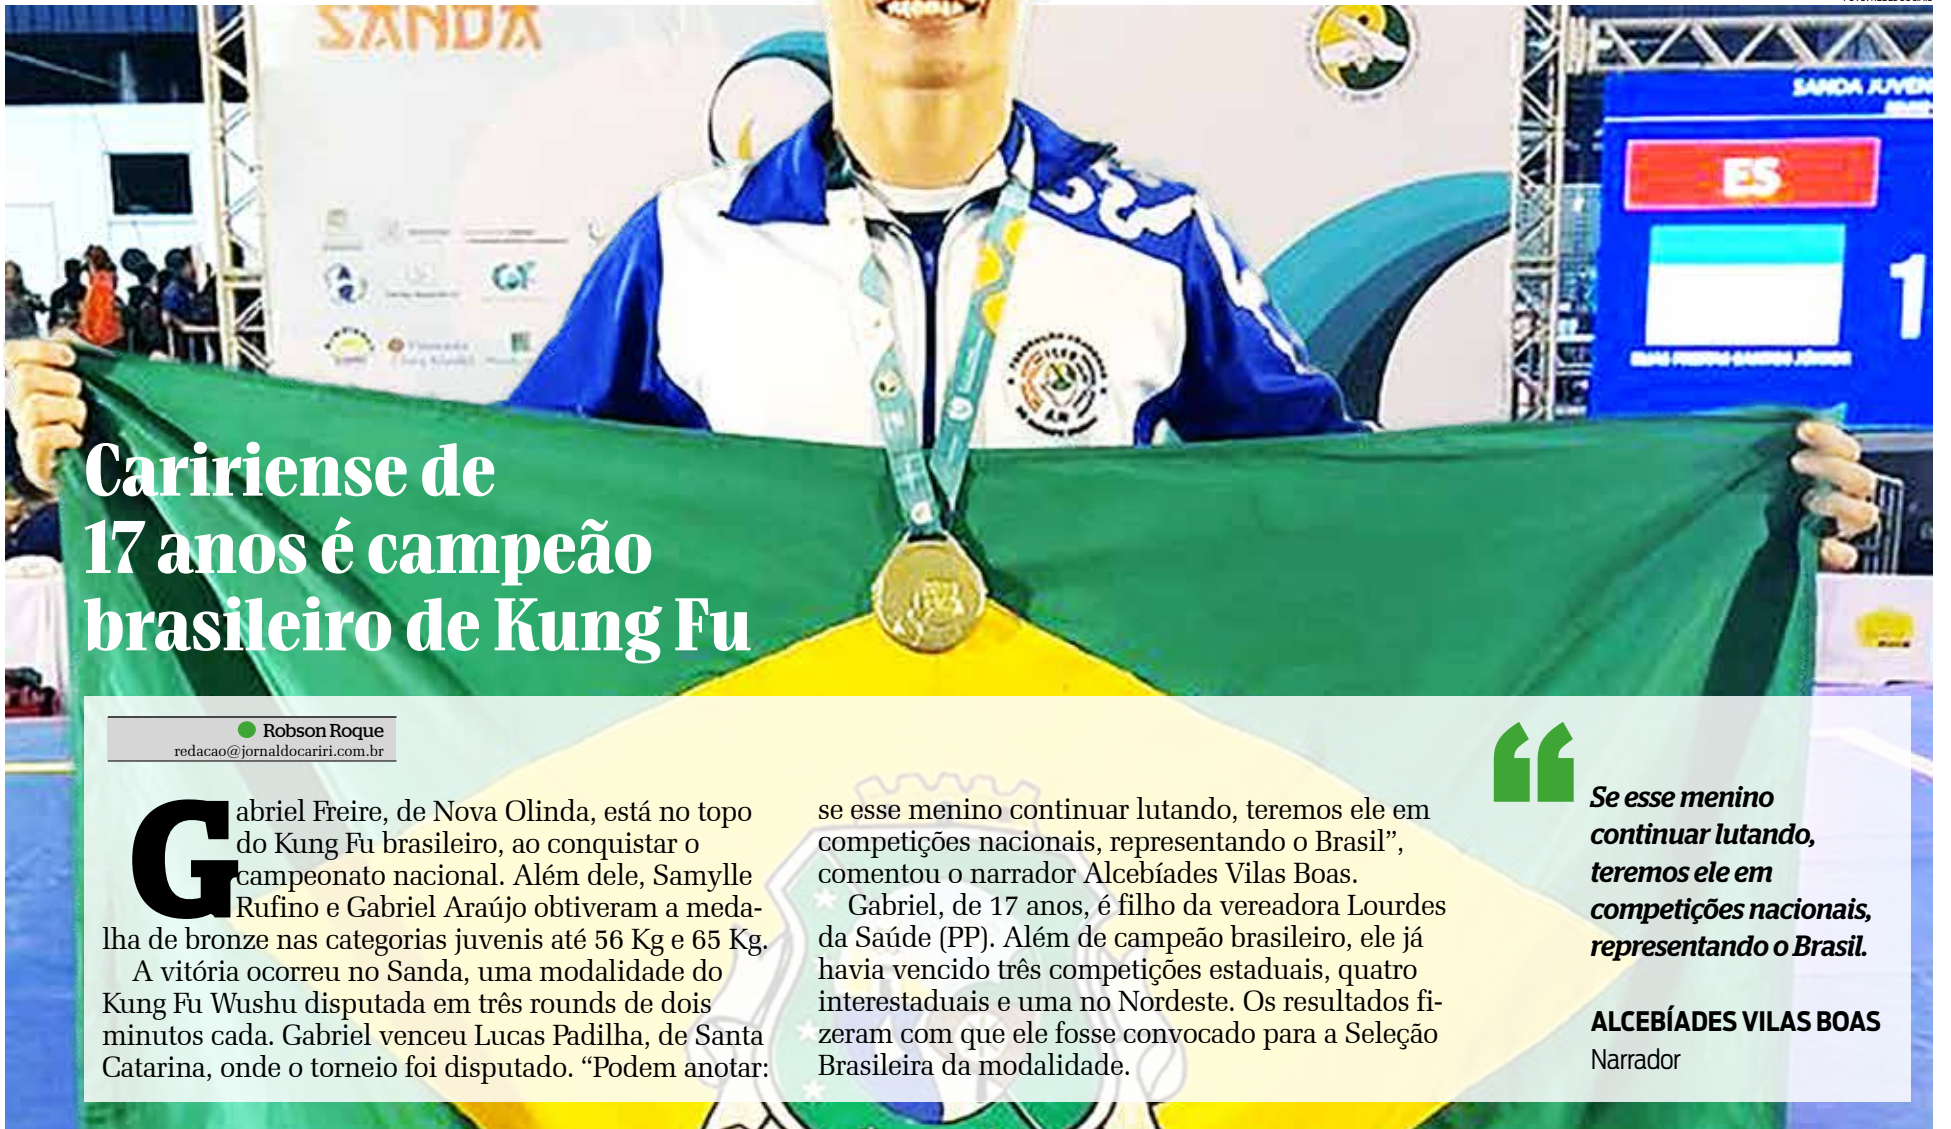 SANDA
SANDA JUVEN
ES
1
Caririense de
17 anos é campeão
brasileiro de Kung Fu
Robson Roque
redacao@jornaldocariri.com.br
Gabriel Freire, de Nova Olinda, está no topo
do Kung Fu brasileiro, ao conquistar o
campeonato nacional. Além dele, Samylle
Rufino e Gabriel Araújo obtiveram a meda-
lha de bronze nas categorias juvenis até 56 Kg e 65 Kg.
A vitória ocorreu no Sanda, uma modalidade do
Kung Fu Wushu disputada em três rounds de dois
minutos cada. Gabriel venceu Lucas Padilha, de Santa
Catarina, onde o torneio foi disputado. “Podem anotar:
se esse menino continuar lutando, teremos ele em
competições nacionais, representando o Brasil”,
comentou o narrador Alcebíades Vilas Boas.
Gabriel, de 17 anos, é filho da vereadora Lourdes
da Saúde (PP). Além de campeão brasileiro, ele já
havia vencido três competições estaduais, quatro
interestaduais e uma no Nordeste. Os resultados fi-
zeram com que ele fosse convocado para a Seleção
Brasileira da modalidade.
“
Se esse menino
continuar lutando,
teremos ele em
competições nacionais,
representando o Brasil.
ALCEBÍADES VILAS BOAS
Narrador